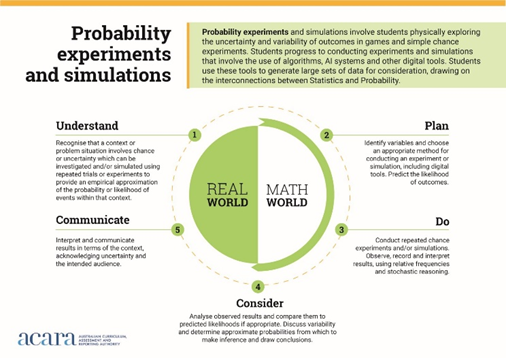 Probability
experiments
and simulations
Probability experiments and simulations involve students physically exploring
the uncertainty and variability of outcomes in games and simple chance
experiments. Students progress to conducting experiments and simulations
that involve the use of algorithms, AI systems and other digital tools. Students
use these tools to generate large sets of data for consideration, drawing on
the interconnections between Statistics and Probability.
Understand
Recognise that a context or
problem situation involves chance
or uncertainty which can be
investigated and/or simulated using
repeated trials or experiments to
provide an empirical approximation
of the probability or likelihood of
events within that context.
1
2
Plan
Identify variables and choose
an appropriate method for
conducting an experiment or
simulation, including digital
tools. Predict the likelihood
of outcomes.
REAL
WORLD
MATH
WORLD
Communicate
Interpret and communicate
results in terms of the context,
acknowledging uncertainty and
the intended audience.
5
3
Do
Conduct repeated chance
experiments and/or simulations.
Observe, record and interpret
results, using relative frequencies
and stochastic reasoning.
4
Consider
Analyse observed results and compare them to
predicted likelihoods if appropriate. Discuss variability
and determine approximate probabilities from which to
make inference and draw conclusions.
acara
AUSTRALIAN CURRICULUM,
ASSESSMENT AND
REPORTING AUTHORITY